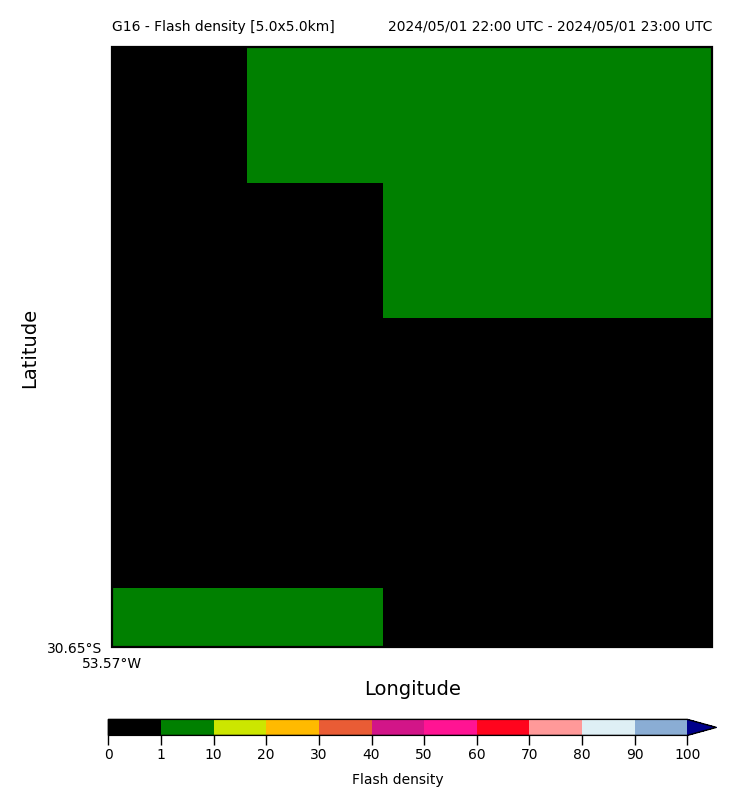 G16 - Flash density [5.0x5.0km] 2024/05/01 22:00 UTC - 2024/05/01 23:00 UTC
Latitude
30.65°S
53.57°W
Longitude
0 1 10 20 30 40 50 60 70 80 90 100
Flash density